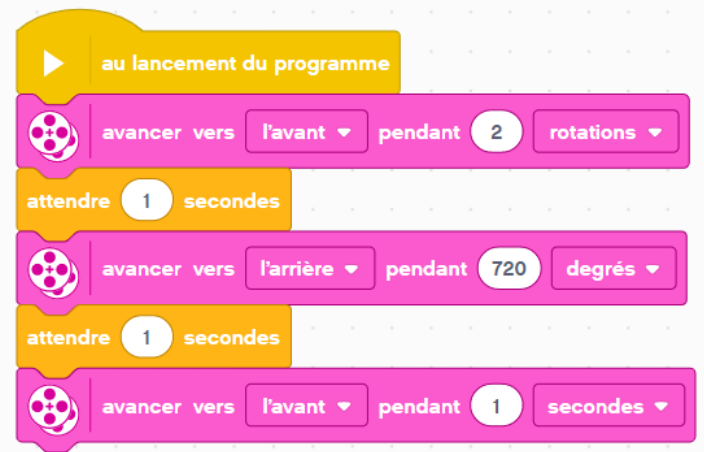 au lancement du programme
avancer vers l'avant pendant 2 rotations
attendre 1 secondes
avancer vers l'arrière pendant 720 degrés
attendre 1 secondes
avancer vers l'avant pendant 1 secondes